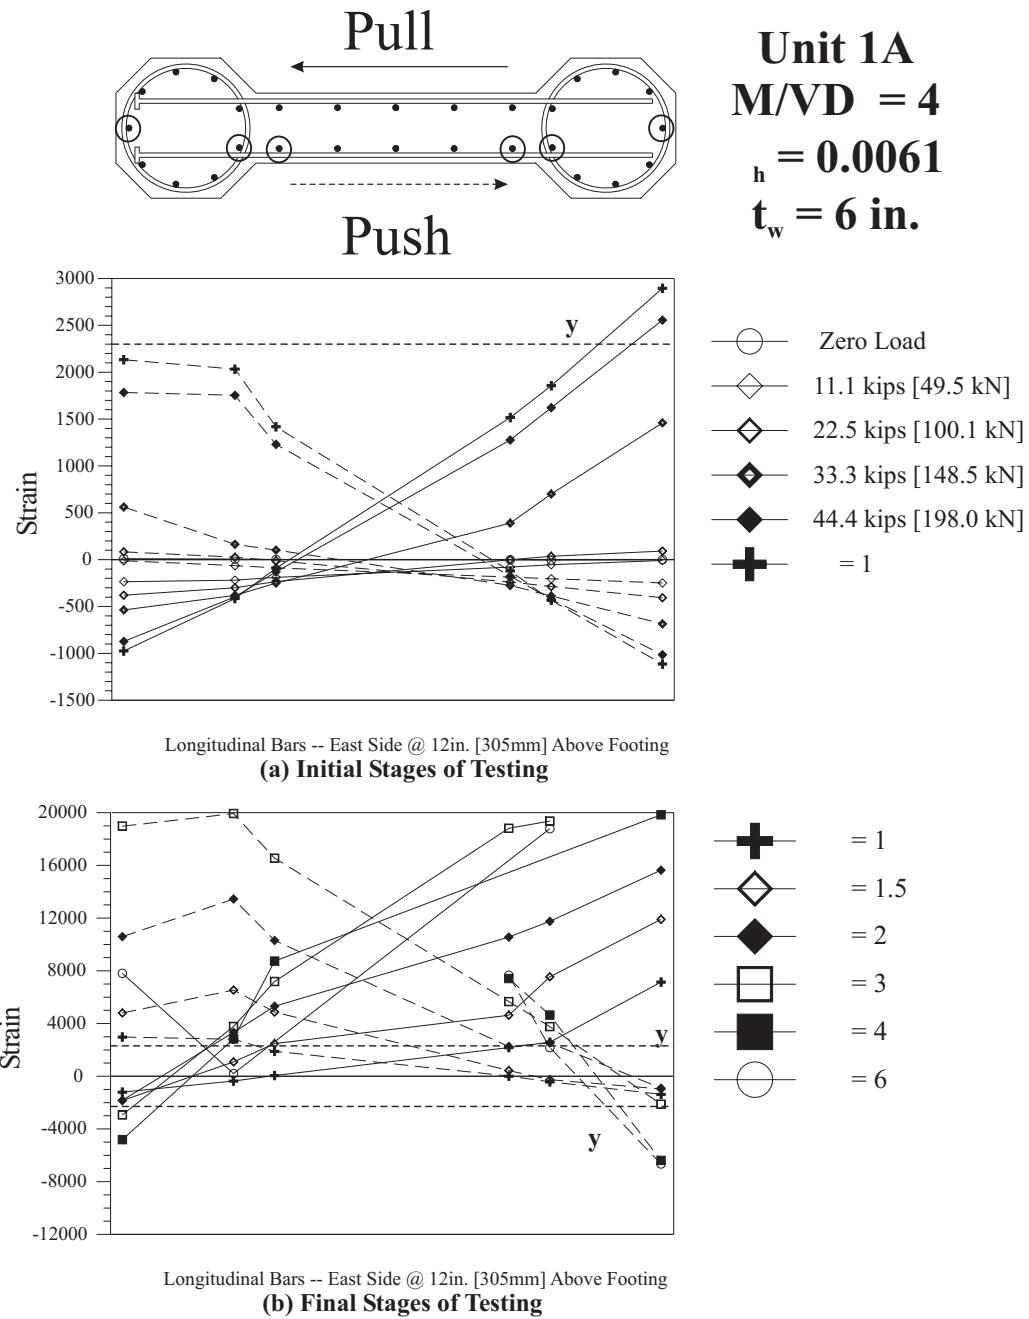 Pull
Push
Unit 1A
M/VD = 4
h = 0.0061
tw = 6 in.
3000
2500
2000
1500
1000
500
0
-500
-1000
-1500
Strain
y
Zero Load
11.1 kips [49.5 kN]
22.5 kips [100.1 kN]
33.3 kips [148.5 kN]
44.4 kips [198.0 kN]
= 1
Longitudinal Bars -- East Side @ 12in. [305mm] Above Footing
(a) Initial Stages of Testing
20000
16000
12000
8000
4000
0
-4000
-8000
-12000
Strain
y
y
= 1
= 1.5
= 2
= 3
= 4
= 6
Longitudinal Bars -- East Side @ 12in. [305mm] Above Footing
(b) Final Stages of Testing